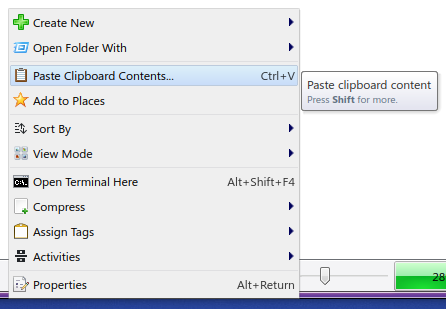 Create New
Open Folder With
Paste Clipboard Contents... Ctrl+V
Paste clipboard content
Press Shift for more.
Add to Places
Sort By
View Mode
Open Terminal Here Alt+Shift+F4
Compress
Assign Tags
Activities
28
Properties Alt+Return